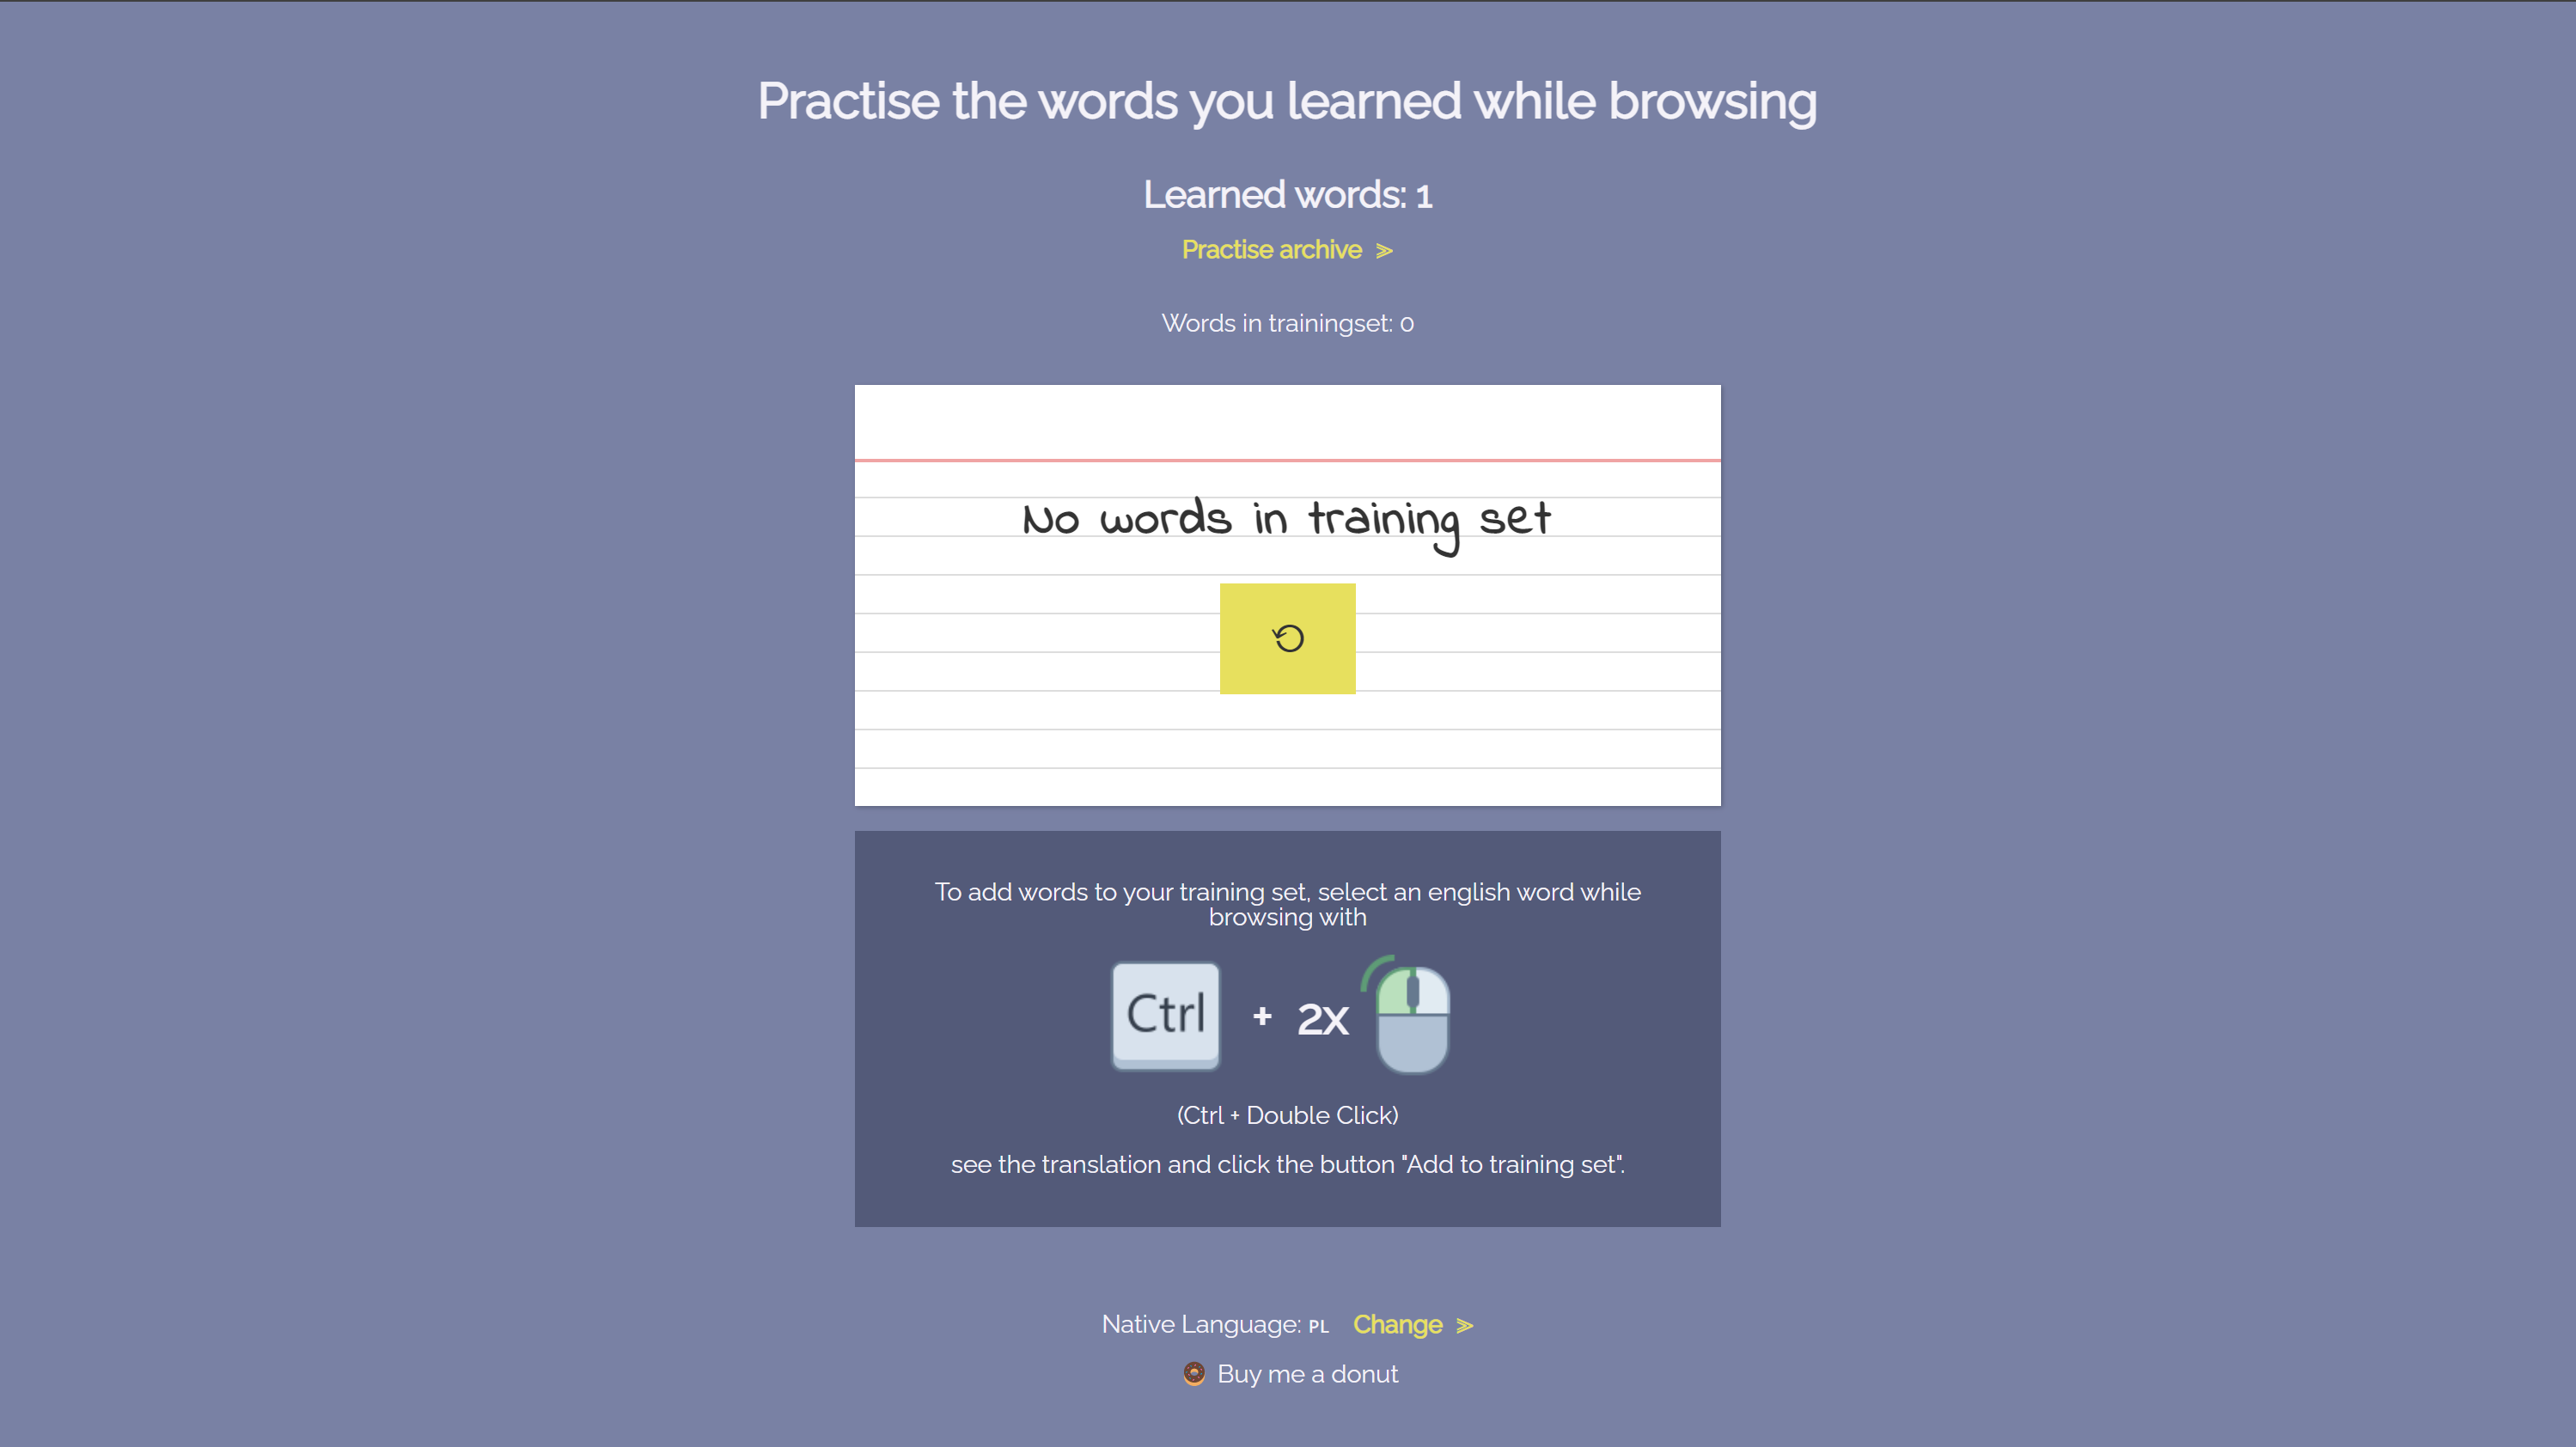 Practise the words you learned while browsing
Learned words: 1
Practise archive ⪢
Words in trainingset: 0
No words in training set
To add words to your training set, select an english word while
browsing with
Ctrl + 2x
(Ctrl + Double Click)
see the translation and click the button "Add to training set".
Native Language: PL Change ⪢
Buy me a donut